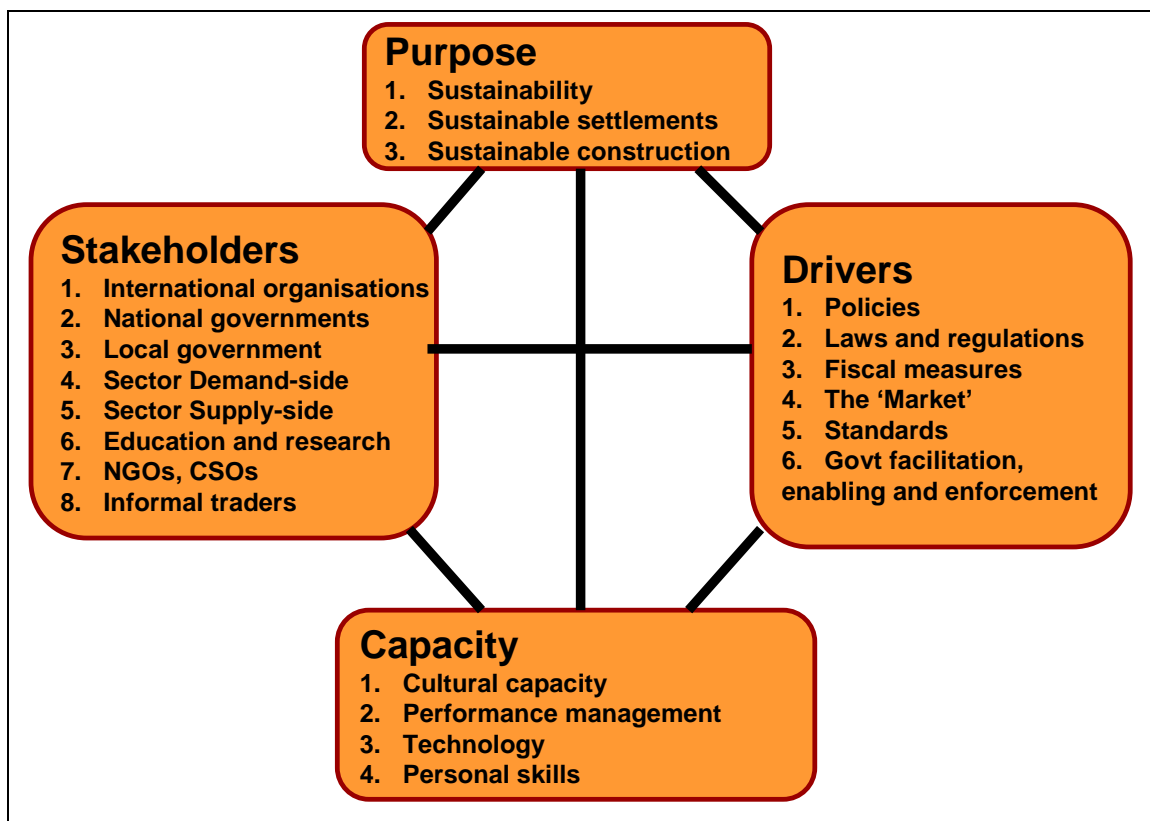 Purpose
1. Sustainability
2. Sustainable settlements
3. Sustainable construction
Stakeholders
1. International organisations
2. National governments
3. Local government
4. Sector Demand-side
5. Sector Supply-side
6. Education and research
7. NGOs, CSOs
8. Informal traders
Drivers
1. Policies
2. Laws and regulations
3. Fiscal measures
4. The ‘Market’
5. Standards
6. Govt facilitation,
enabling and enforcement
Capacity
1. Cultural capacity
2. Performance management
3. Technology
4. Personal skills